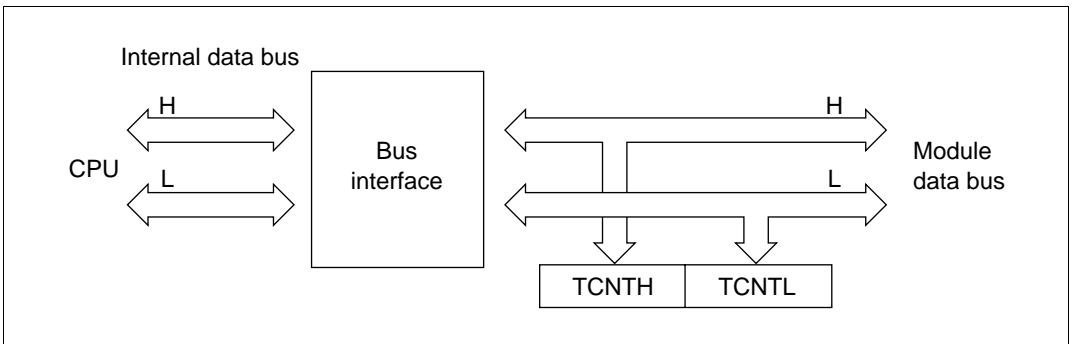 Internal data bus
H
H
CPU
Bus
interface
Module
data bus
L
L
TCNTH
TCNTL